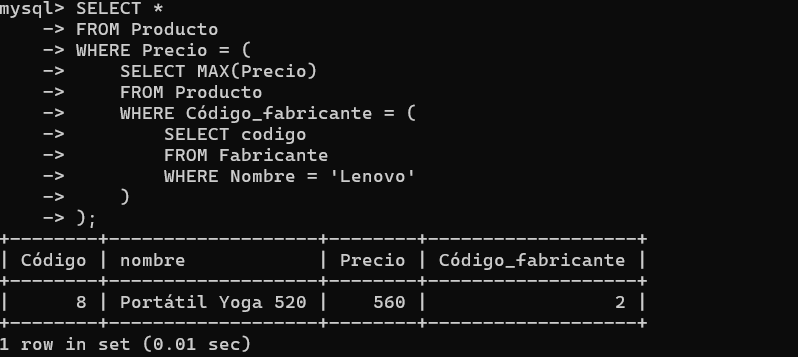 mysql> SELECT *
    -> FROM Producto
    -> WHERE Precio = (
    ->     SELECT MAX(Precio)
    ->     FROM Producto
    ->     WHERE Código_fabricante = (
    ->         SELECT codigo
    ->         FROM Fabricante
    ->         WHERE Nombre = 'Lenovo'
    ->     )
    -> );
+--------+-------------------+--------+-------------------+
| Código | nombre            | Precio | Código_fabricante |
+--------+-------------------+--------+-------------------+
|      8 | Portátil Yoga 520 |    560 |                 2 |
+--------+-------------------+--------+-------------------+
1 row in set (0.01 sec)